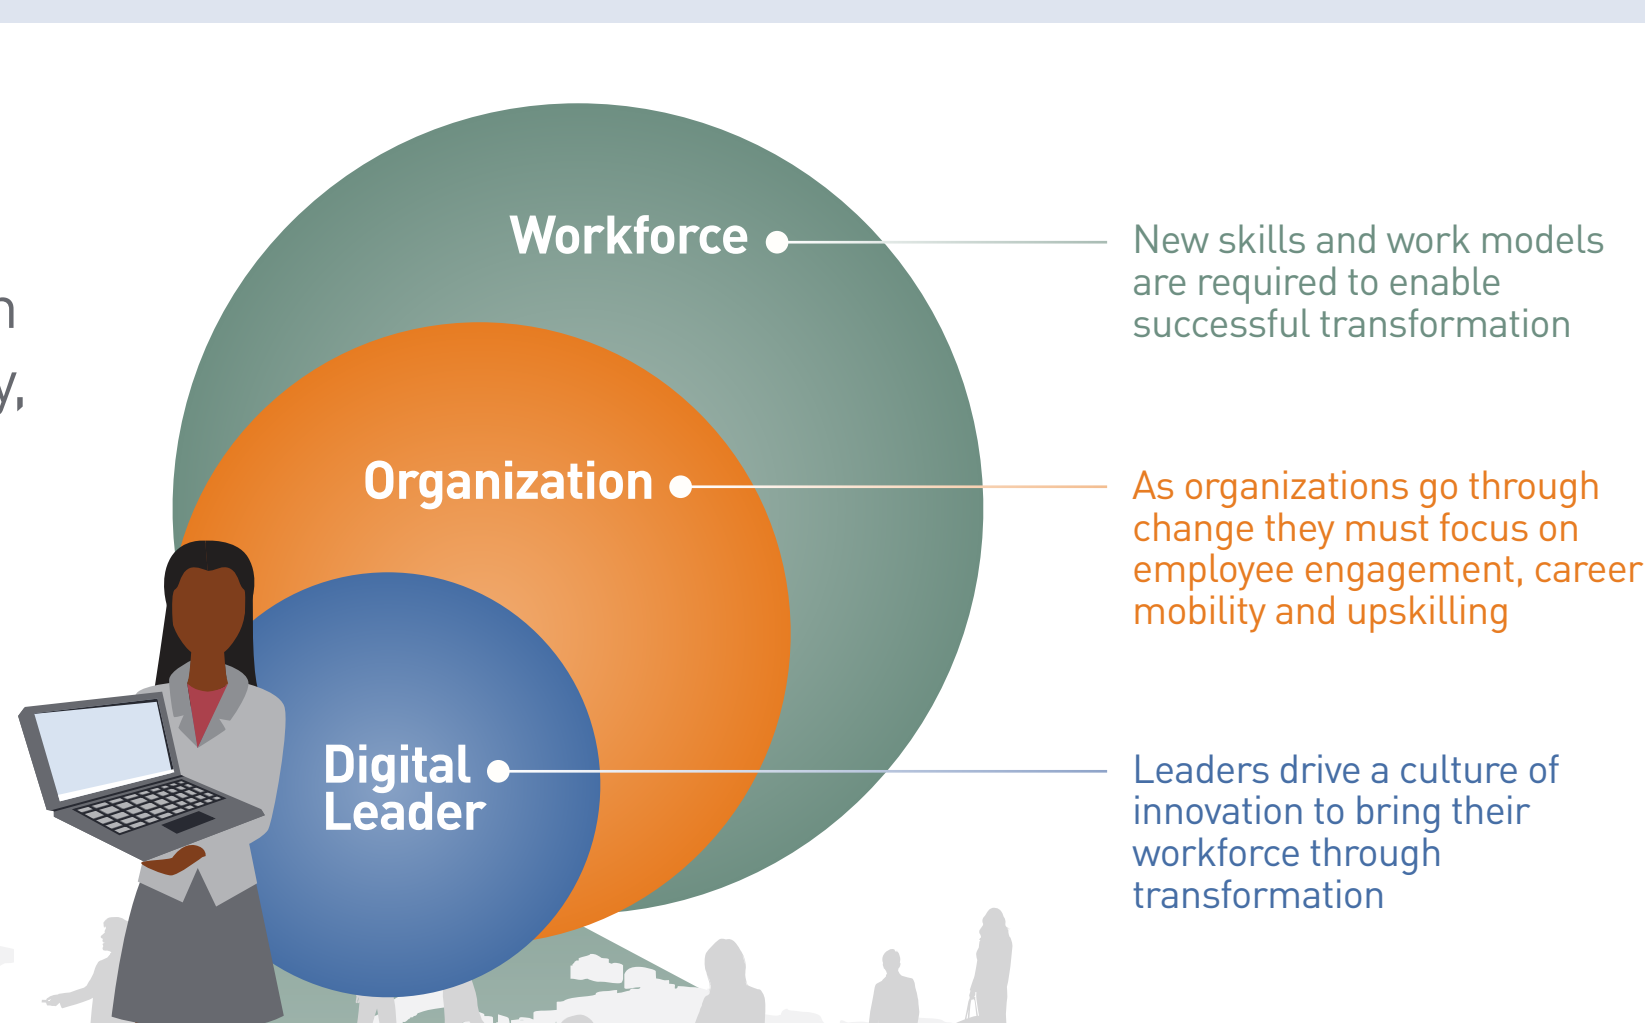 Workforce
New skills and work models
are required to enable
successful transformation
Organization
As organizations go through
change they must focus on
employee engagement, career
mobility and upskilling
Digital
Leader
Leaders drive a culture of
innovation to bring their
workforce through
transformation